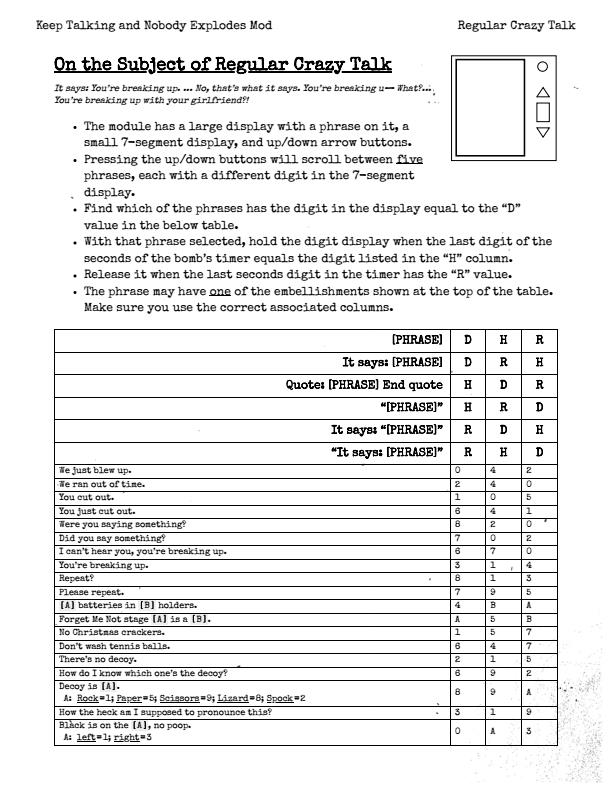 Keep Talking and Nobody Explodes Mod Regular Crazy Talk
On the Subject of Regular Crazy Talk
It says: You're breaking up. ... No, that's what it says. You're breaking u— What?...
You're breaking up with your girlfriend?!
• The module has a large display with a phrase on it, a
small 7-segment display, and up/down arrow buttons.
• Pressing the up/down buttons will scroll between five
phrases, each with a different digit in the 7-segment
display.
• Find which of the phrases has the digit in the display equal to the “D”
value in the below table.
• With that phrase selected, hold the digit display when the last digit of the
seconds of the bomb's timer equals the digit listed in the “H” column.
• Release it when the last seconds digit in the timer has the “R” value.
• The phrase may have one of the embellishments shown at the top of the table.
Make sure you use the correct associated columns.
[PHRASE] D H R
It says: [PHRASE] D R H
Quote: [PHRASE] End quote H D R
“[PHRASE]” H R D
It says: “[PHRASE]” R D H
“It says: [PHRASE]” R H D
We just blew up. 0 4 2
We ran out of time. 2 4 0
You cut out. 1 0 5
You just cut out. 6 4 1
Were you saying something? 8 2 0
Did you say something? 7 0 2
I can't hear you, you're breaking up. 6 7 0
You're breaking up. 3 1 4
Repeat? 8 1 3
Please repeat. 7 9 5
[A] batteries in [B] holders. 4 B A
Forget Me Not stage [A] is a [B]. A 5 B
No Christmas crackers. 1 5 7
Don't wash tennis balls. 6 4 7
There's no decoy. 2 1 5
How do I know which one's the decoy? 6 9 2
Decoy is [A]. 8 9 A
A: Rock=1; Paper=5; Scissors=9; Lizard=8; Spock=2
How the heck am I supposed to pronounce this? 3 1 9
Black is on the [A], no poop. 0 A 3
A: left=1; right=3